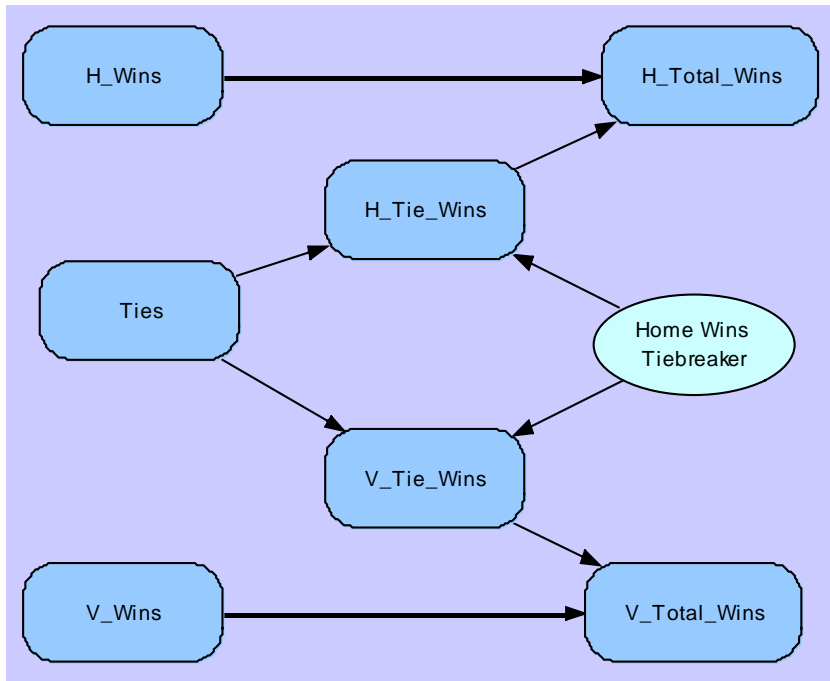 H_Wins
H_Total_Wins
H_Tie_Wins
Ties
Home Wins
Tiebreaker
V_Tie_Wins
V_Wins
V_Total_Wins